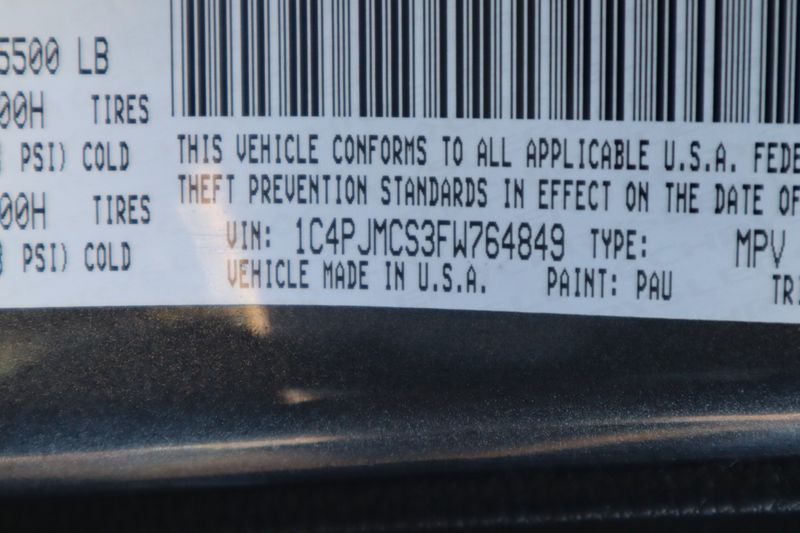 5500 LB
00H TIRES
PSI) COLD
00H TIRES
PSI) COLD
THIS VEHICLE CONFORMS TO ALL APPLICABLE U.S.A. FEDE
THEFT PREVENTION STANDARDS IN EFFECT ON THE DATE OF
VIN: 1C4PJMCS3FW764849 TYPE: MPV
VEHICLE MADE IN U.S.A. PAINT: PAU TRI